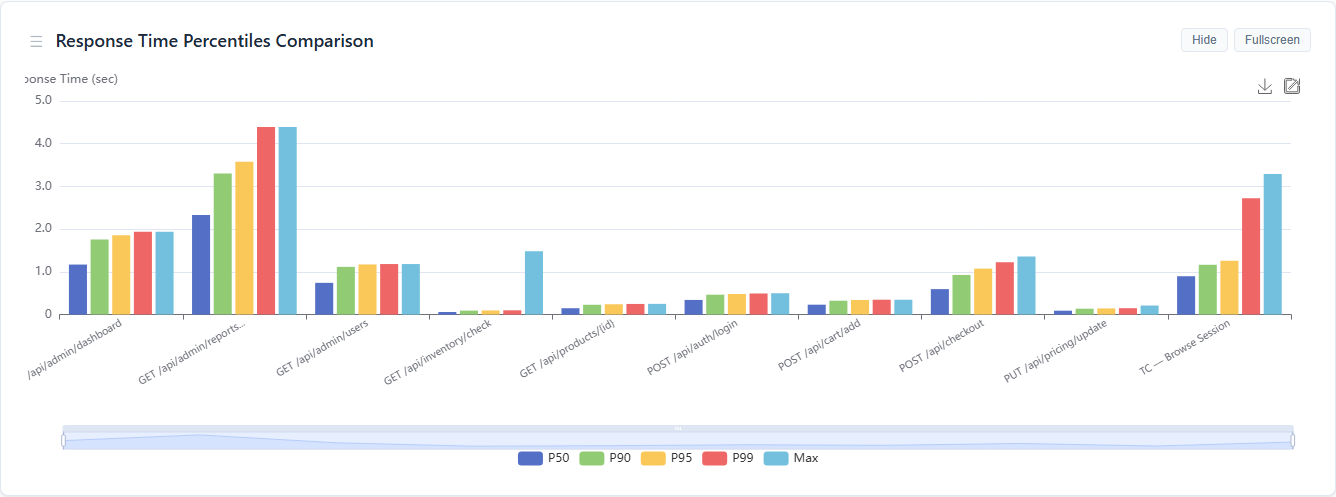 Response Time Percentiles Comparison
Hide
Fullscreen
ponse Time (sec)
5.0
4.0
3.0
2.0
1.0
0
/api/admin/dashboard
GET /api/admin/reports...
GET /api/admin/users
GET /api/inventory/check
GET /api/products/{id}
POST /api/auth/login
POST /api/cart/add
POST /api/checkout
PUT /api/pricing/update
TC — Browse Session
P50
P90
P95
P99
Max